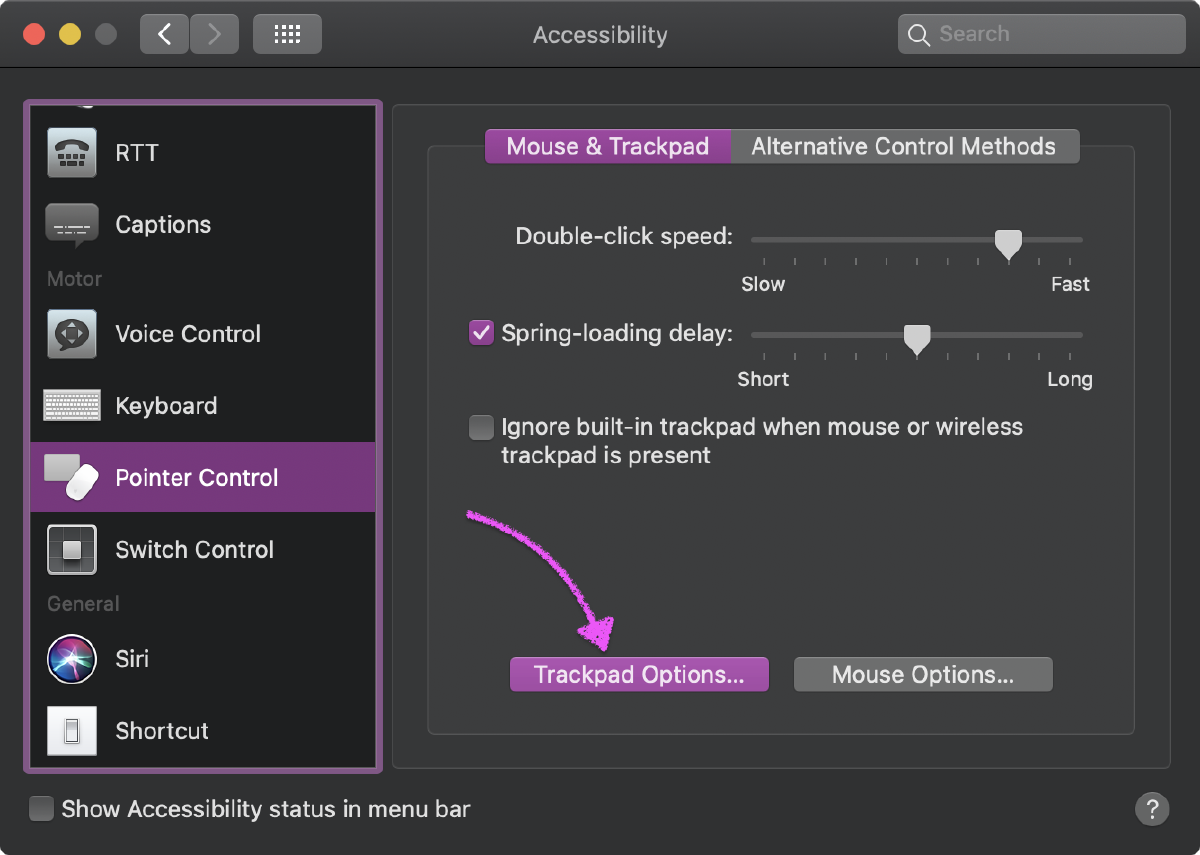 Accessibility
Search
RTT
Captions
Motor
Voice Control
Keyboard
Pointer Control
Switch Control
General
Siri
Shortcut
Mouse & Trackpad
Alternative Control Methods
Double-click speed:
Slow
Fast
Spring-loading delay:
Short
Long
Ignore built-in trackpad when mouse or wireless
trackpad is present
Trackpad Options...
Mouse Options...
Show Accessibility status in menu bar
?